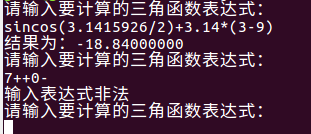 请输入要计算的三角函数表达式：
sincos(3.1415926/2)+3.14*(3-9)
结果为：-18.84000000
请输入要计算的三角函数表达式：
7++0-
输入表达式非法
请输入要计算的三角函数表达式：